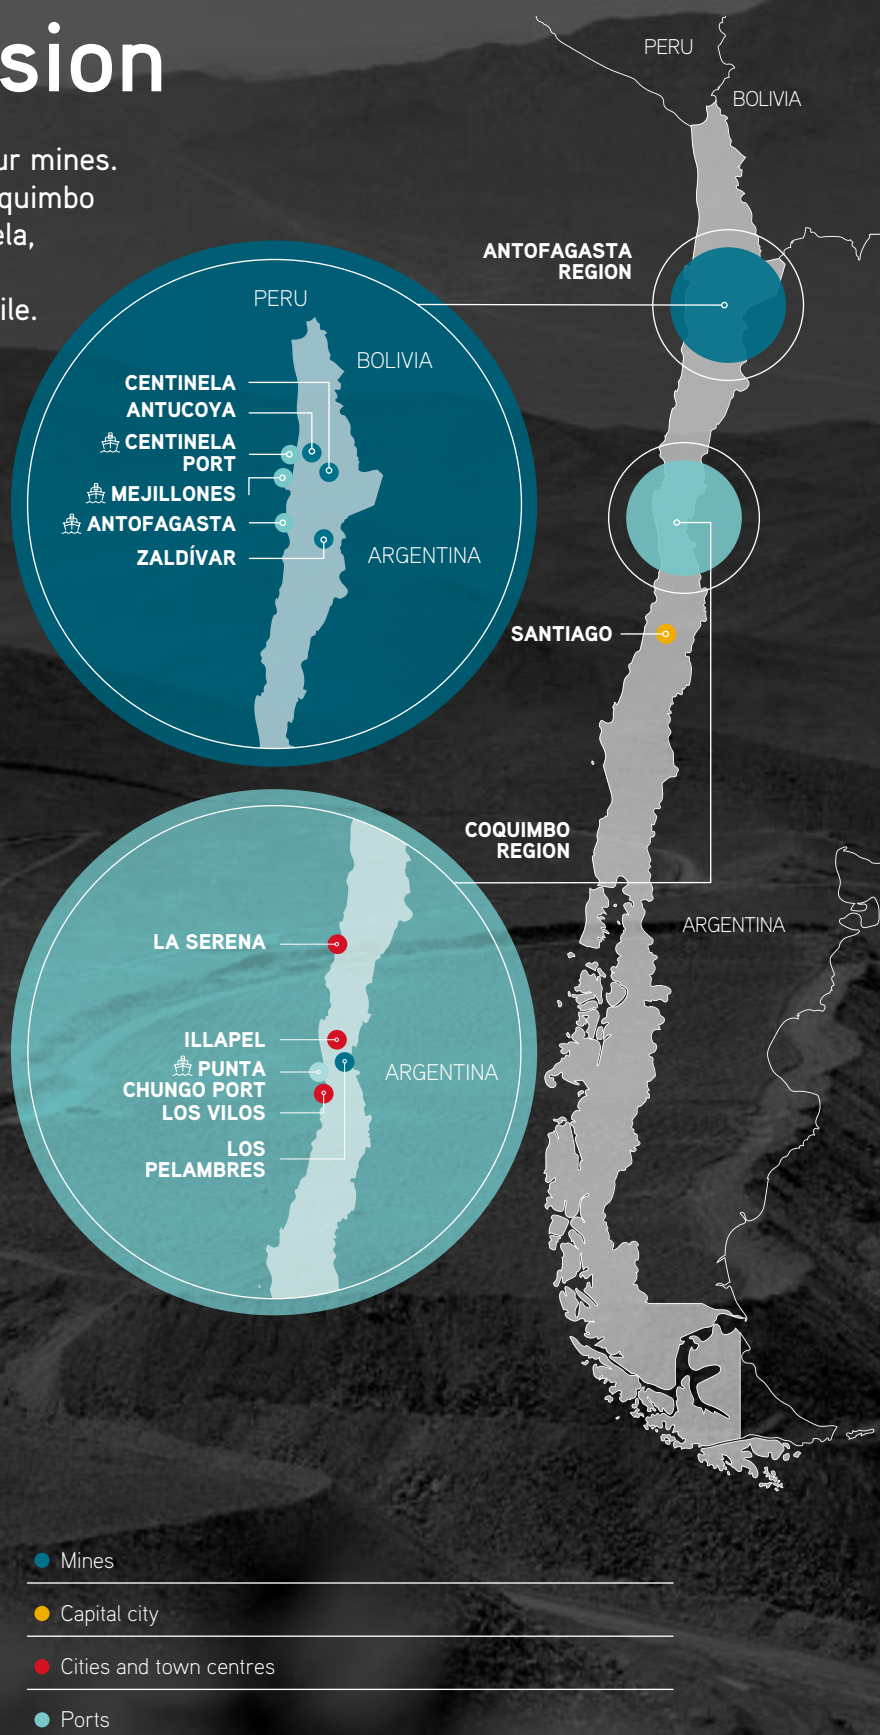 sion
ur mines.
quimbo
ela,
ile.
PERU
BOLIVIA
ANTOFAGASTA
REGION
PERU
BOLIVIA
CENTINELA
ANTUCOYA
CENTINELA
PORT
MEJILLONES
ANTOFAGASTA
ZALDÍVAR
ARGENTINA
SANTIAGO
COQUIMBO
REGION
ARGENTINA
LA SERENA
ILLAPEL
PUNTA
CHUNGO PORT
LOS VILOS
ARGENTINA
LOS
PELAMBRES
Mines
Capital city
Cities and town centres
Ports